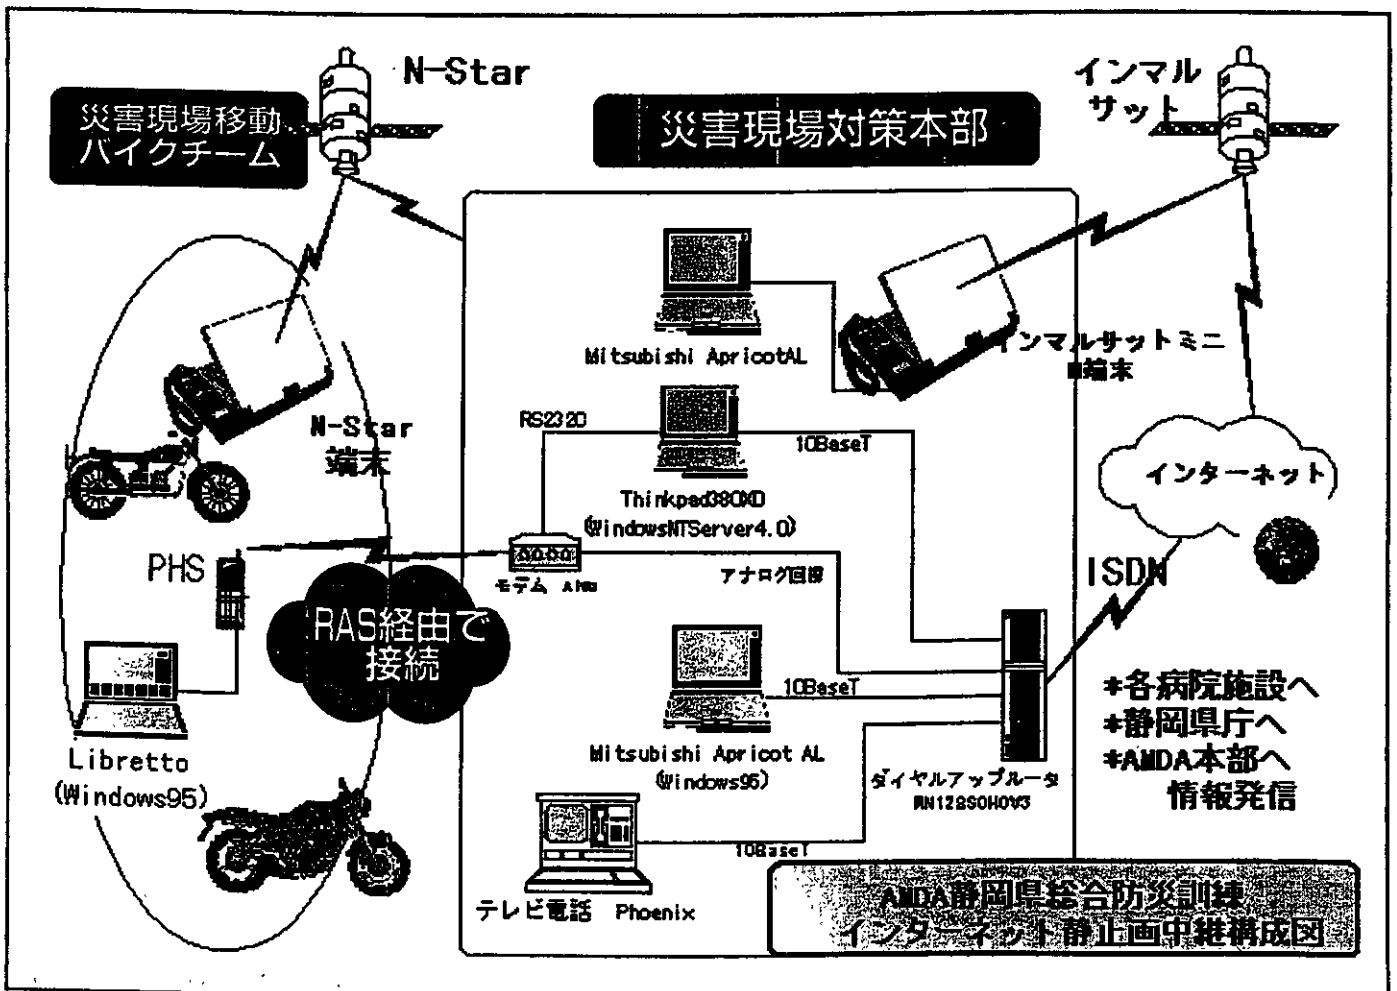 N-Star
インマル
サット
災害現場移動
バイクチーム
災害現場対策本部
Mitsubishi ApricotAL
インマルサットミニ
M端末
N-Star
端末
RS232C
10BaseT
Thinkpad380XD
(WindowsNTServer4.0)
インターネット
PHS
モデム
アナログ回線
ISDN
RAS経由で
接続
10BaseT
Libretto
(Windows95)
Mitsubishi Apricot AL
(Windows95)
ダイヤルアップルータ
MN128SOHOV3
*各病院施設へ
*静岡県庁へ
*AMDA本部へ
情報発信
10BaseT
テレビ電話 Phoenix
AMDA静岡県総合防災訓練
インターネット静止画中継構成図